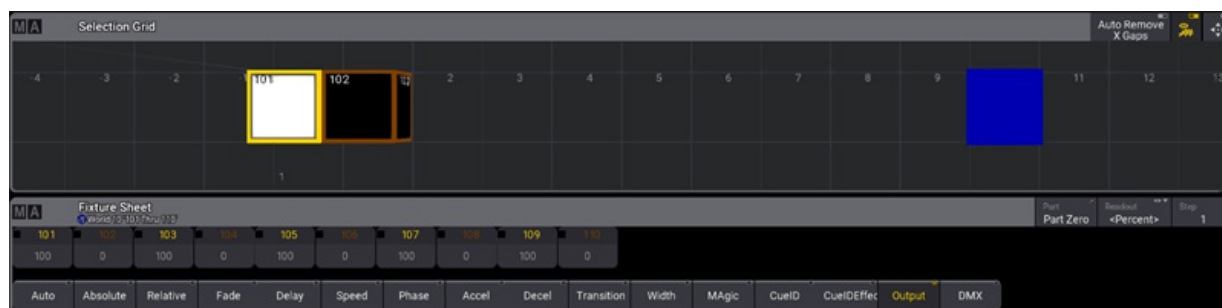 MA Selection Grid Auto Remove X Gaps
-4 -3 -2 -1 101 102 2 3 4 5 6 7 8 9 11 12 13
1
MA Fixture Sheet Part Part Zero Readout <Percent> Step 1
101 102 103 104 105 106 107 108 109 110
100 0 100 0 100 0 100 0 100 0
Auto Absolute Relative Fade Delay Speed Phase Accel Decel Transition Width MAgic CueID CueIDEffec Output DMX